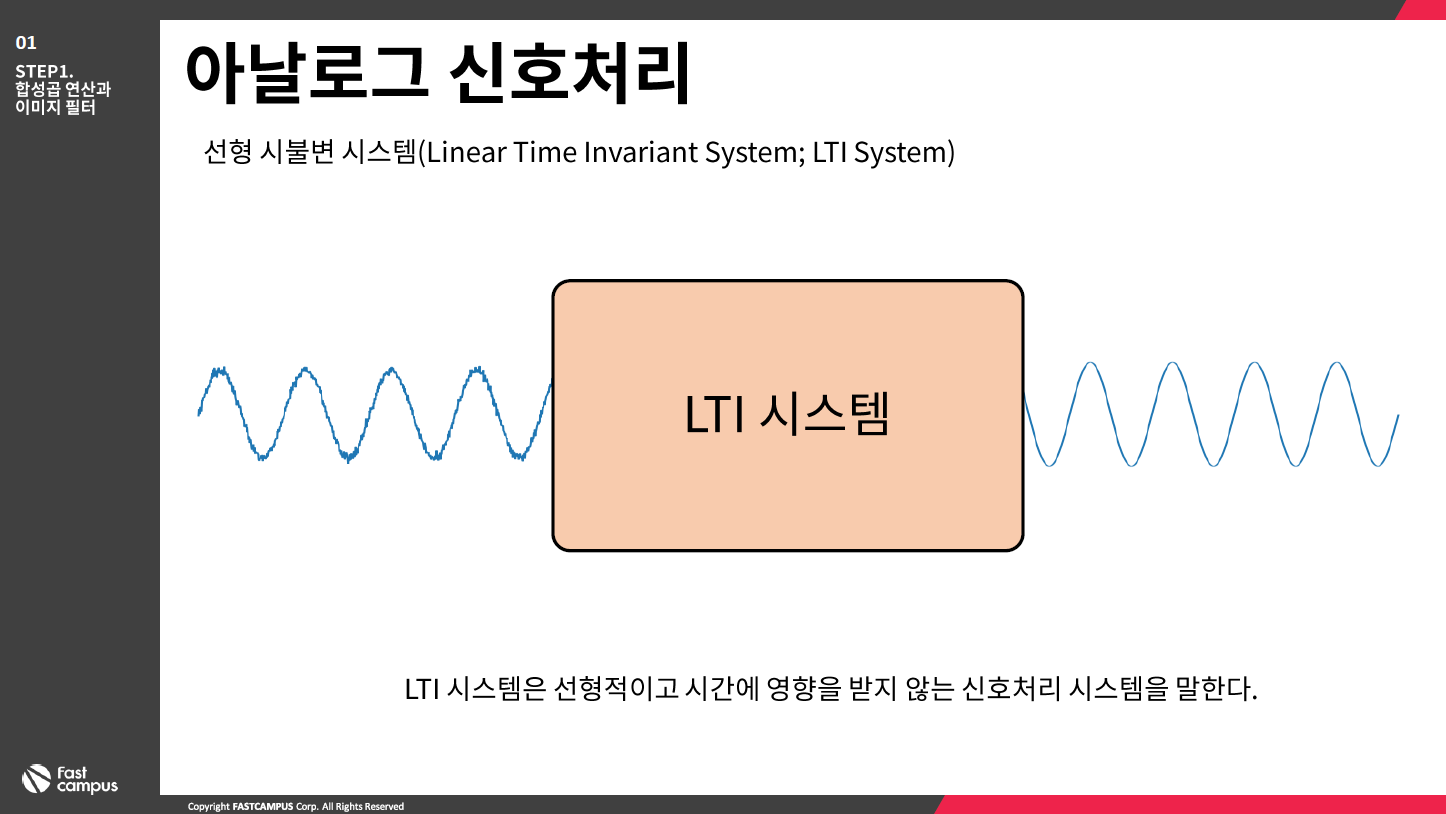 01
STEP1.
합성곱 연산과
이미지 필터
아날로그 신호처리
선형 시불변 시스템(Linear Time Invariant System; LTI System)
LTI 시스템
LTI 시스템은 선형적이고 시간에 영향을 받지 않는 신호처리 시스템을 말한다.
Fast
campus
Copyright FASTCAMPUS Corp. All Rights Reserved